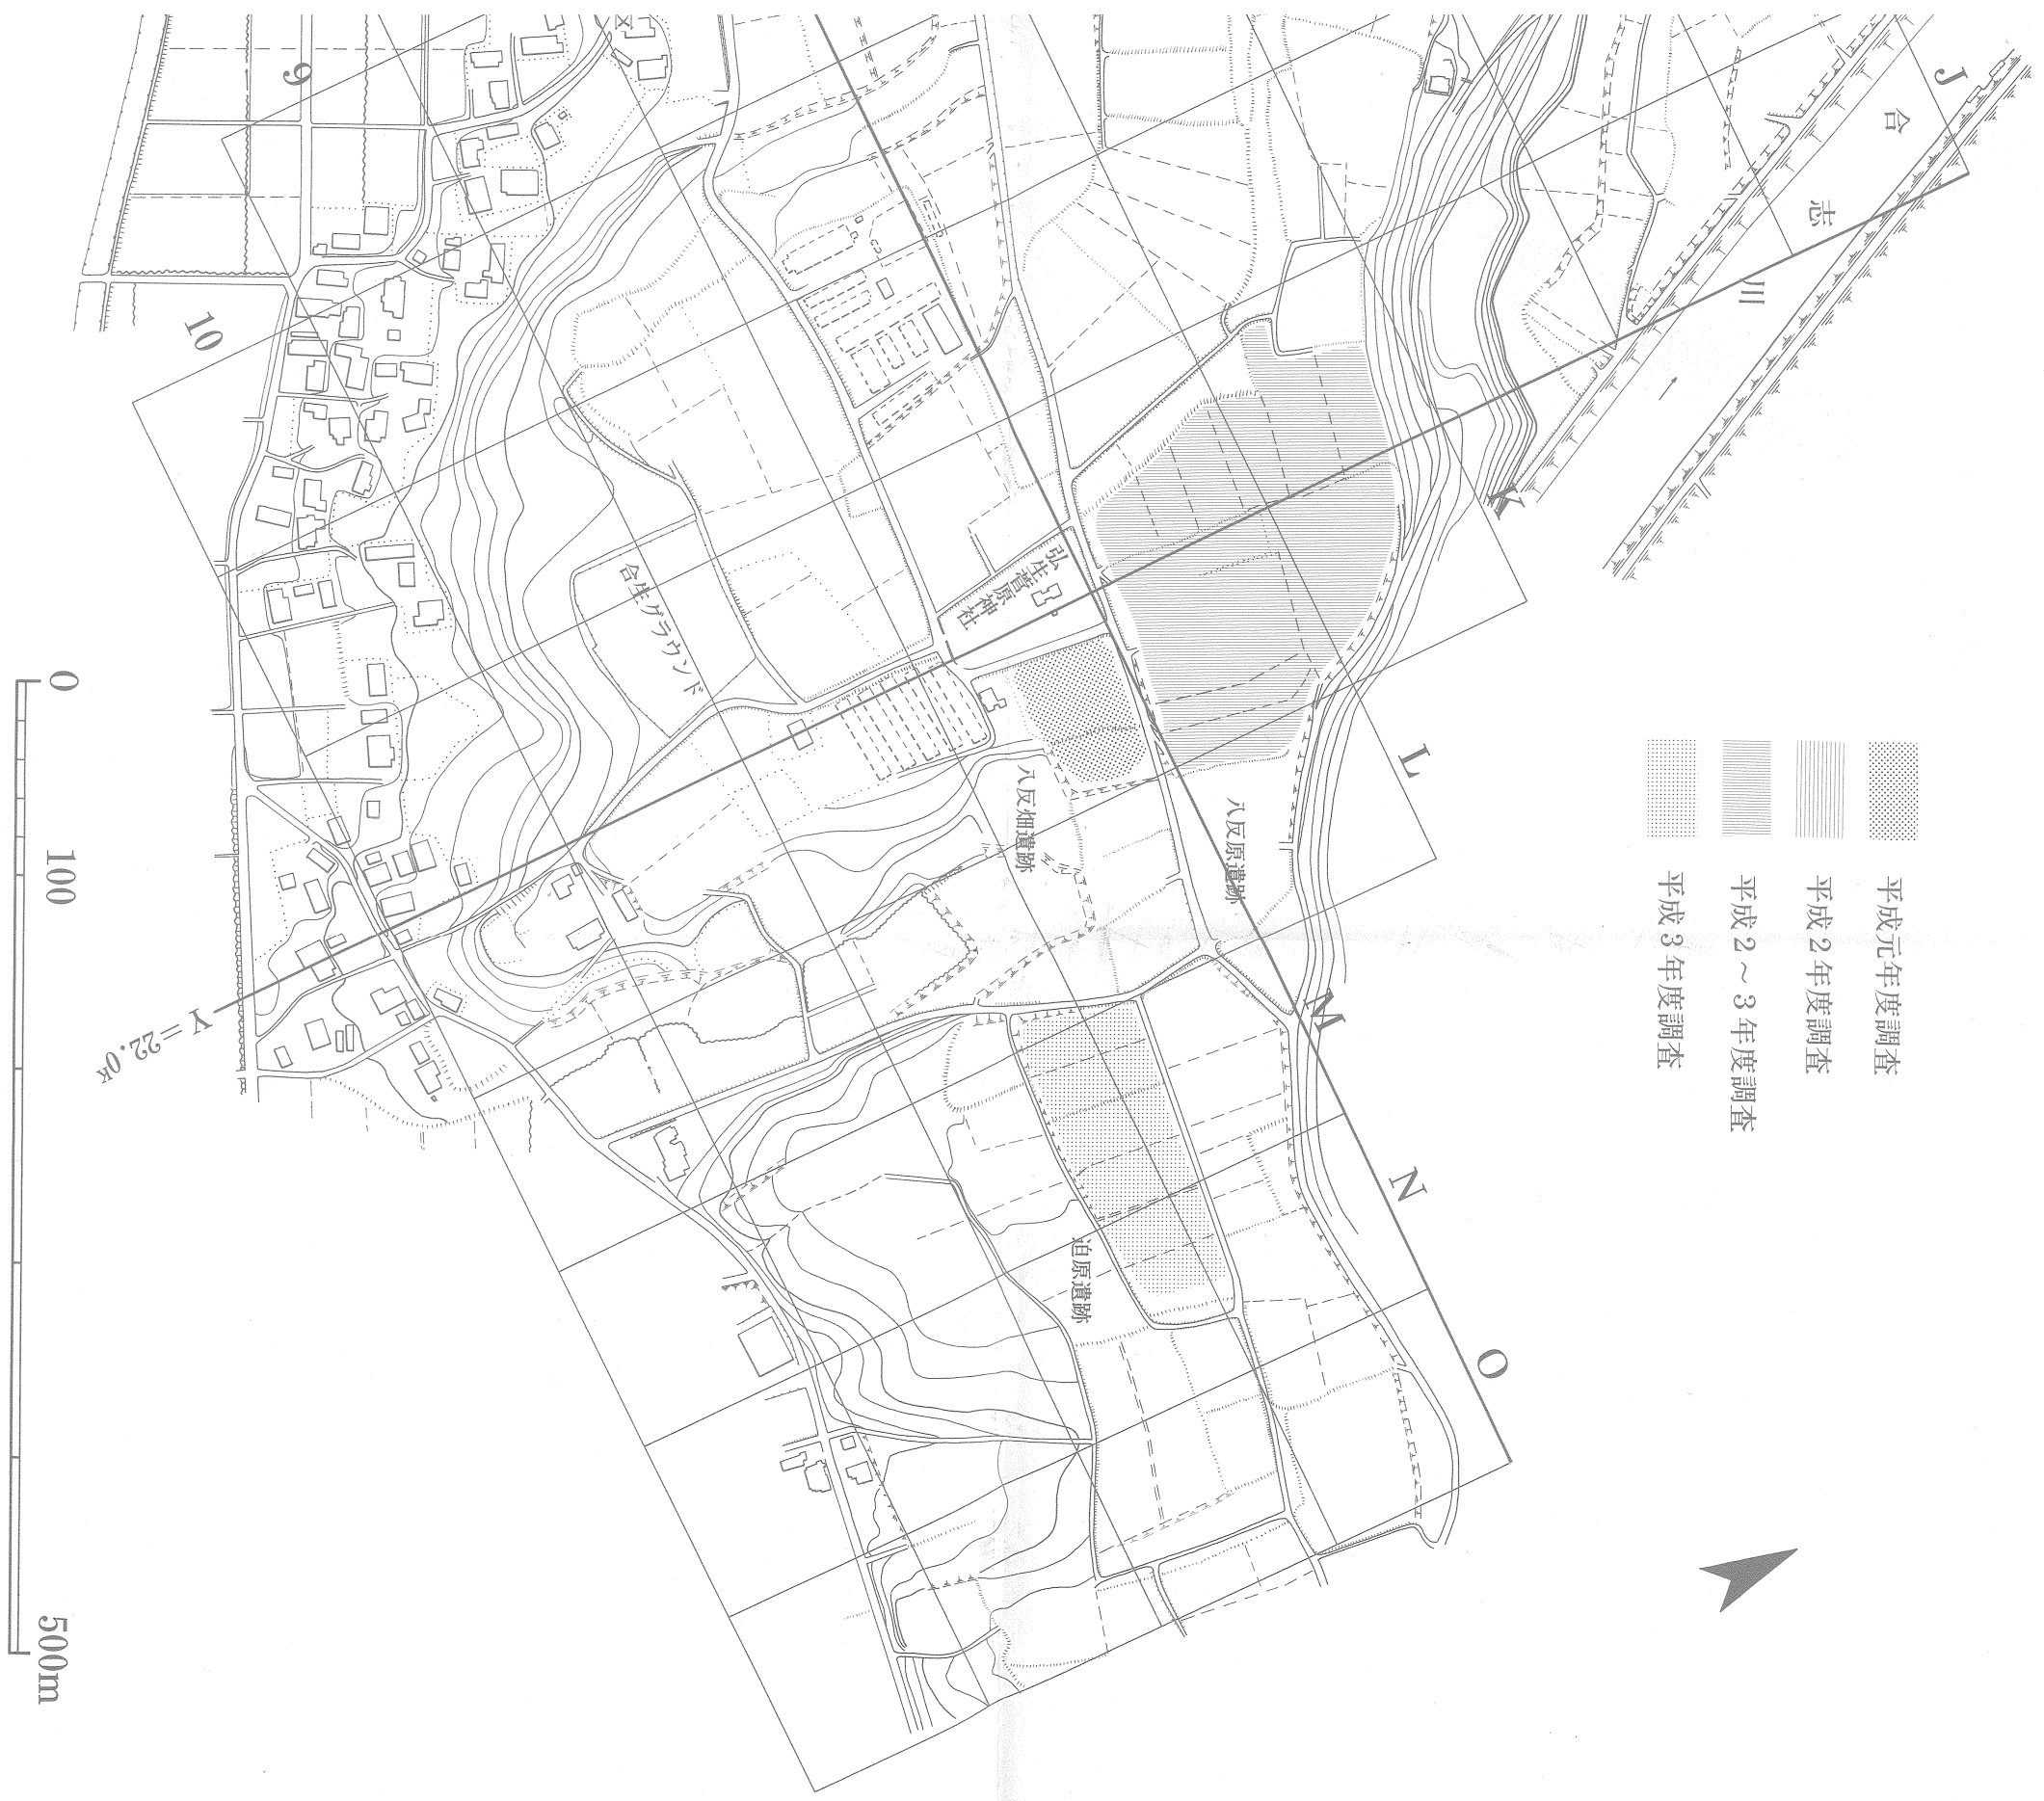 合志川
J
K
L
M
N
O
9
10
区
弘生菅原神社
合生グラウンド
八反畑遺跡
八反原遺跡
迫原遺跡
Y=22.0K
平成元年度調査
平成2年度調査
平成2～3年度調査
平成3年度調査
0 100 500m